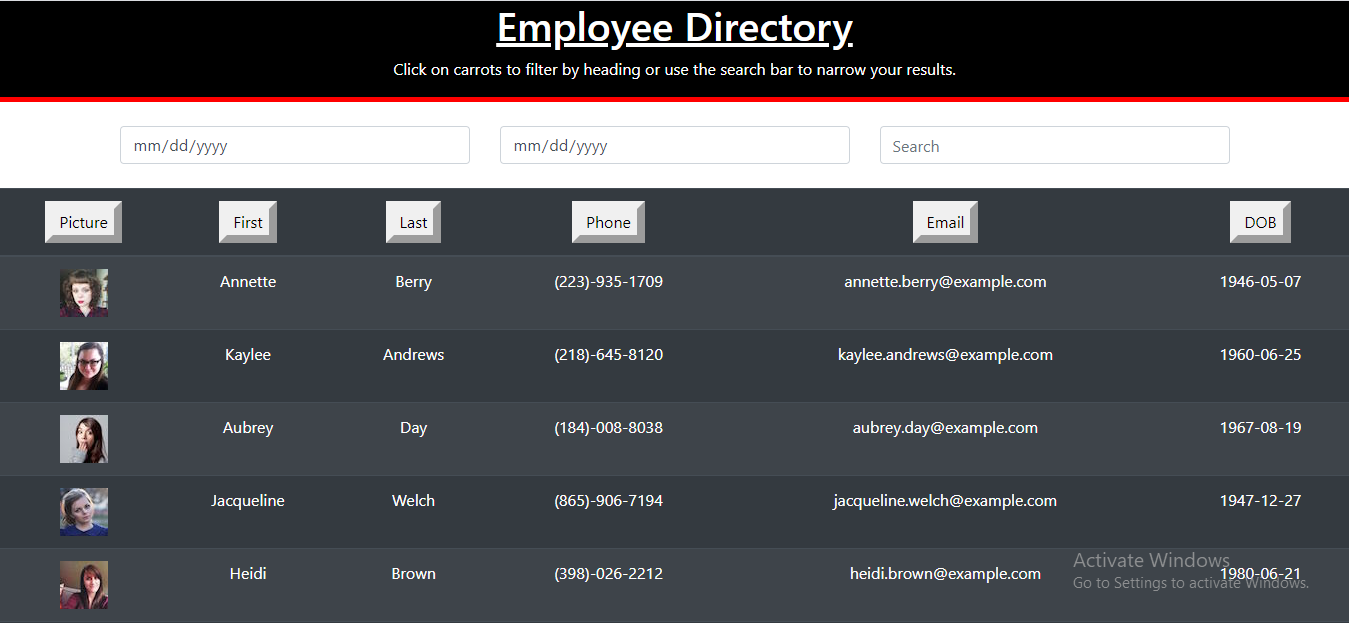 Employee Directory
Click on carrots to filter by heading or use the search bar to narrow your results.
mm/dd/yyyy mm/dd/yyyy Search
Picture First Last Phone Email DOB
Annette Berry (223)-935-1709 annette.berry@example.com 1946-05-07
Kaylee Andrews (218)-645-8120 kaylee.andrews@example.com 1960-06-25
Aubrey Day (184)-008-8038 aubrey.day@example.com 1967-08-19
Jacqueline Welch (865)-906-7194 jacqueline.welch@example.com 1947-12-27
Heidi Brown (398)-026-2212 heidi.brown@example.com 1980-06-21
Activate Windows
Go to Settings to activate Windows.